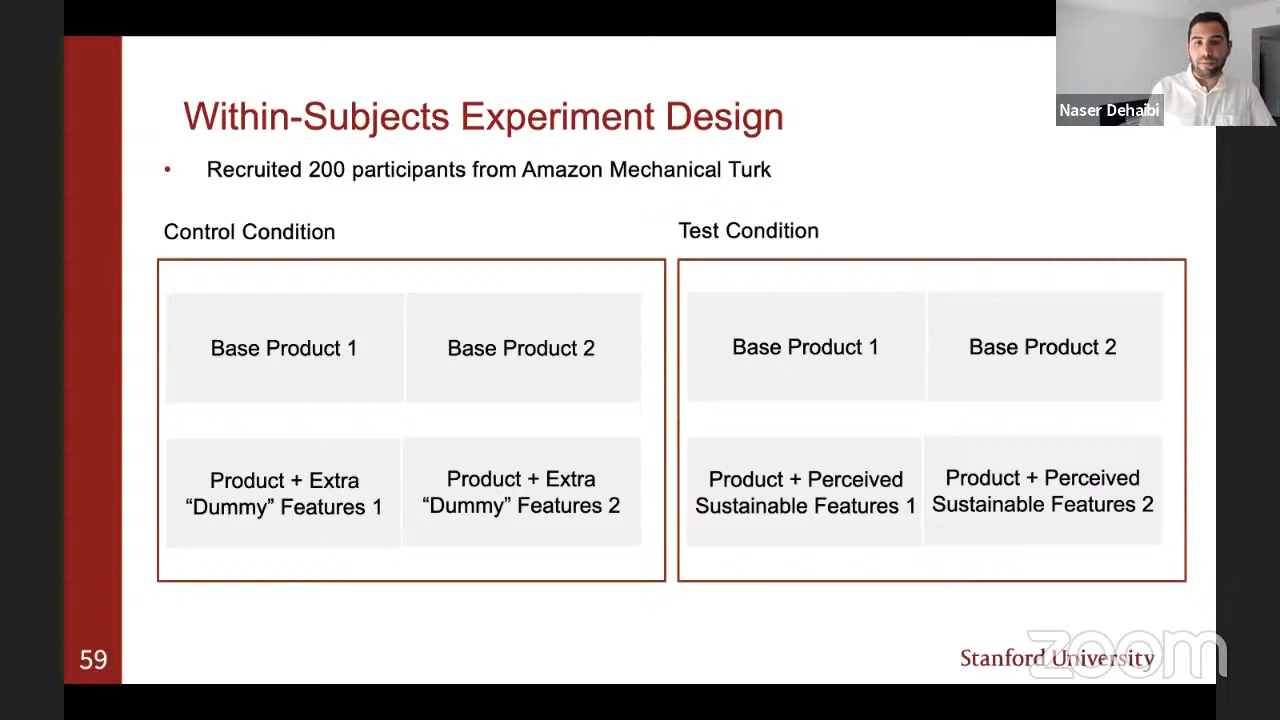 Naser Dehaibi
Within-Subjects Experiment Design
• Recruited 200 participants from Amazon Mechanical Turk
Control Condition
Test Condition
Base Product 1
Base Product 2
Base Product 1
Base Product 2
Product + Extra
“Dummy” Features 1
Product + Extra
“Dummy” Features 2
Product + Perceived
Sustainable Features 1
Product + Perceived
Sustainable Features 2
59
Stanford University
zoom